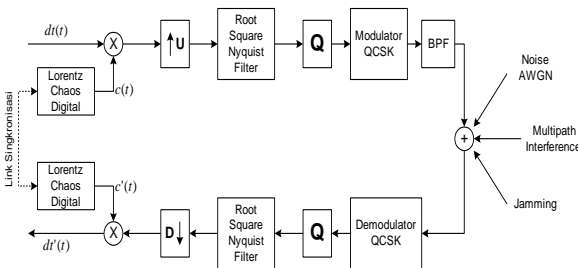 dt(t)
X
↑U
Root
Square
Nyquist
Filter
Q
Modulator
QCSK
BPF
Lorentz
Chaos
Digital
c(t)
Noise
AWGN
Link Singkronisasi
+
Multipath
Interference
Lorentz
Chaos
Digital
c'(t)
Jamming
dt'(t)
X
D↓
Root
Square
Nyquist
Filter
Q
Demodulator
QCSK